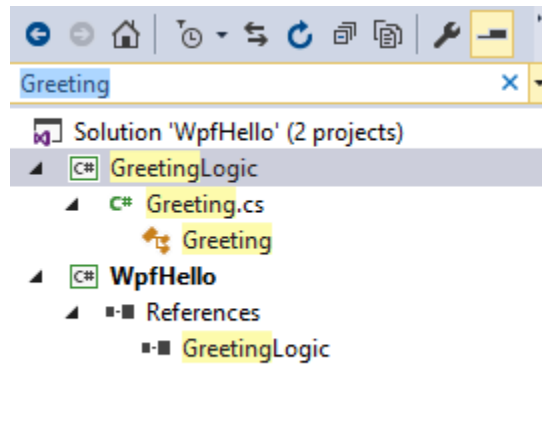 Greeting
Solution 'WpfHello' (2 projects)
C# GreetingLogic
C# Greeting.cs
Greeting
C# WpfHello
References
GreetingLogic